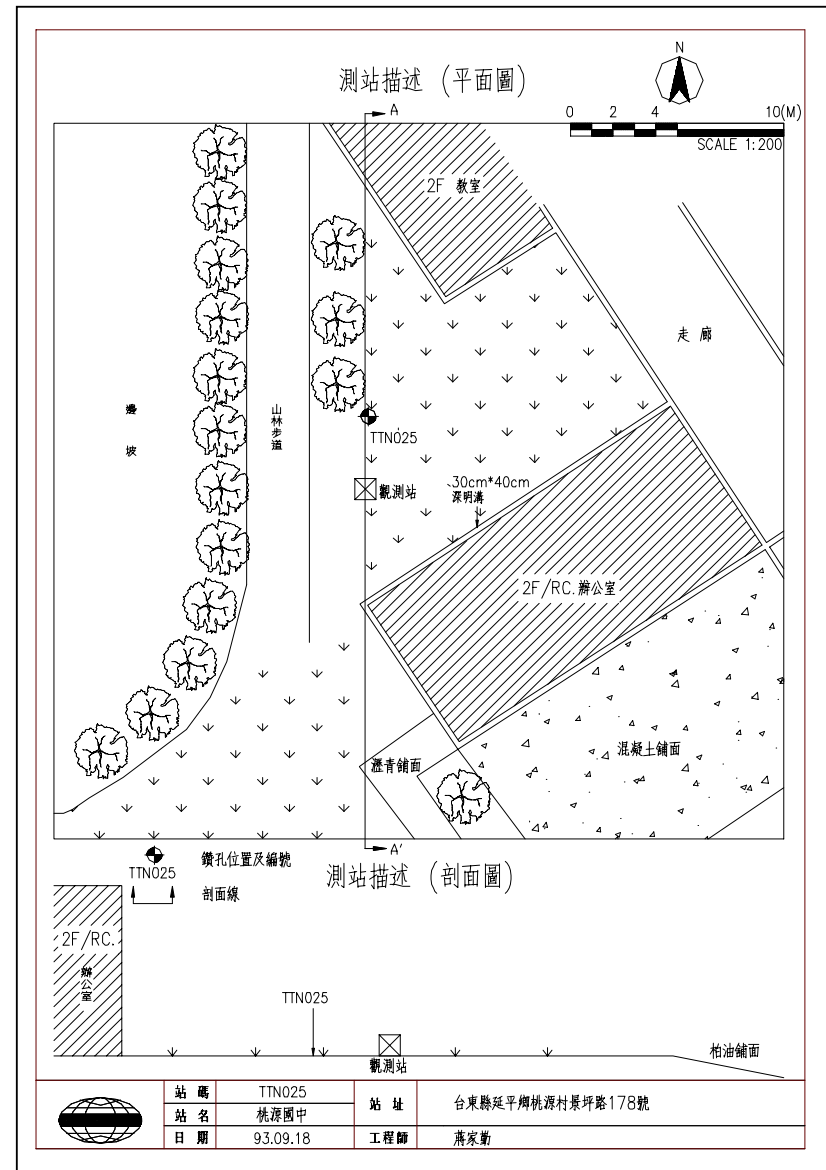 測站描述 (平面圖)
N
A
0 2 4 10(M)
SCALE 1:200
2F 教室
走廊
邊坡
山林步道
TTN025
觀測站
30cm*40cm
深明溝
2F/RC.辦公室
瀝青鋪面
混凝土鋪面
A'
TTN025
鑽孔位置及編號
剖面線
測站描述 (剖面圖)
2F/RC.
辦公室
TTN025
觀測站
柏油鋪面
站碼 TTN025 站址 台東縣延平鄉桃源村景坪路178號
站名 桃源國中
日期 93.09.18 工程師 蔣家勤